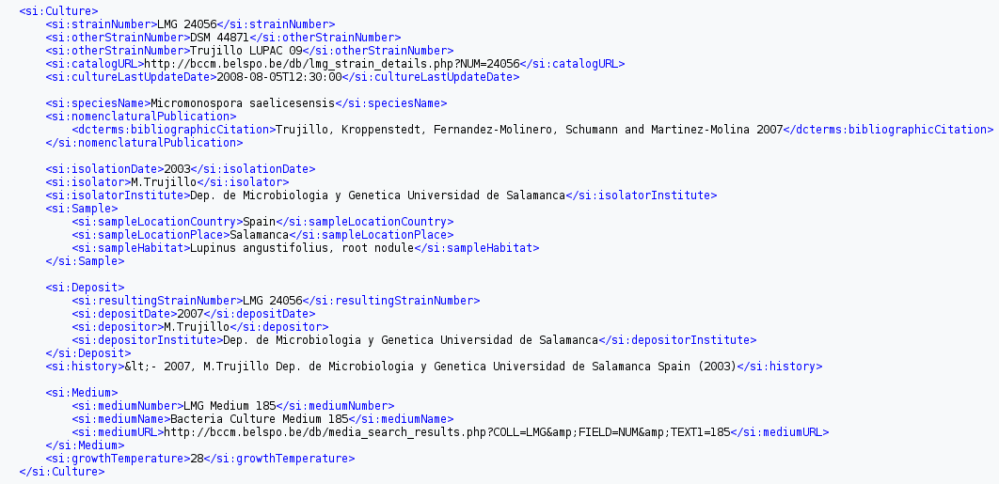 <si:Culture>
<si:strainNumber>LMG 24056</si:strainNumber>
<si:otherStrainNumber>DSM 44871</si:otherStrainNumber>
<si:otherStrainNumber>Trujillo LUPAC 09</si:otherStrainNumber>
<si:catalogURL>http://bccm.belspo.be/db/lmg_strain_details.php?NUM=24056</si:catalogURL>
<si:cultureLastUpdateDate>2008-08-05T12:30:00</si:cultureLastUpdateDate>
<si:speciesName>Micromonospora saelicesensis</si:speciesName>
<si:nomenclaturalPublication>
<dcterms:bibliographicCitation>Trujillo, Kroppenstedt, Fernandez-Molinero, Schumann and Martinez-Molina 2007</dcterms:bibliographicCitation>
</si:nomenclaturalPublication>
<si:isolationDate>2003</si:isolationDate>
<si:isolator>M.Trujillo</si:isolator>
<si:isolatorInstitute>Dep. de Microbiologia y Genetica Universidad de Salamanca</si:isolatorInstitute>
<si:Sample>
<si:sampleLocationCountry>Spain</si:sampleLocationCountry>
<si:sampleLocationPlace>Salamanca</si:sampleLocationPlace>
<si:sampleHabitat>Lupinus angustifolius, root nodule</si:sampleHabitat>
</si:Sample>
<si:Deposit>
<si:resultingStrainNumber>LMG 24056</si:resultingStrainNumber>
<si:depositDate>2007</si:depositDate>
<si:depositor>M.Trujillo</si:depositor>
<si:depositorInstitute>Dep. de Microbiologia y Genetica Universidad de Salamanca</si:depositorInstitute>
</si:Deposit>
<si:history>&lt;- 2007, M.Trujillo Dep. de Microbiologia y Genetica Universidad de Salamanca Spain (2003)</si:history>
<si:Medium>
<si:mediumNumber>LMG Medium 185</si:mediumNumber>
<si:mediumName>Bacteria Culture Medium 185</si:mediumName>
<si:mediumURL>http://bccm.belspo.be/db/media_search_results.php?COLL=LMG&amp;FIELD=NUM&amp;TEXT1=185</si:mediumURL>
</si:Medium>
<si:growthTemperature>28</si:growthTemperature>
</si:Culture>